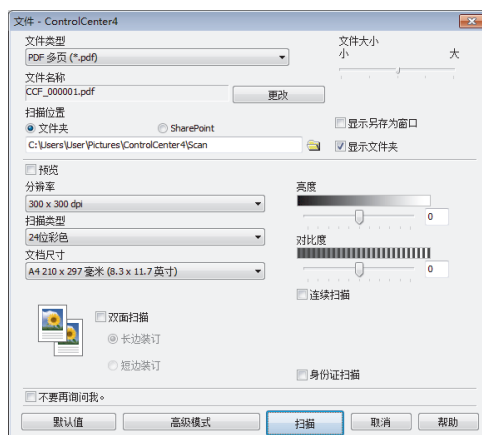 文件 - ControlCenter4
文件类型
PDF 多页 (*.pdf)
文件大小
小 大
文件名称
CCF_000001.pdf
更改
扫描位置
文件夹 SharePoint
显示另存为窗口
C:\Users\User\Pictures\ControlCenter4\Scan
显示文件夹
预览
分辨率
300 x 300 dpi
扫描类型
24位彩色
文档尺寸
A4 210 x 297 毫米 (8.3 x 11.7 英寸)
亮度
0
对比度
0
连续扫描
双面扫描
长边装订
短边装订
身份证扫描
不要再询问我。
默认值 高级模式 扫描 取消 帮助